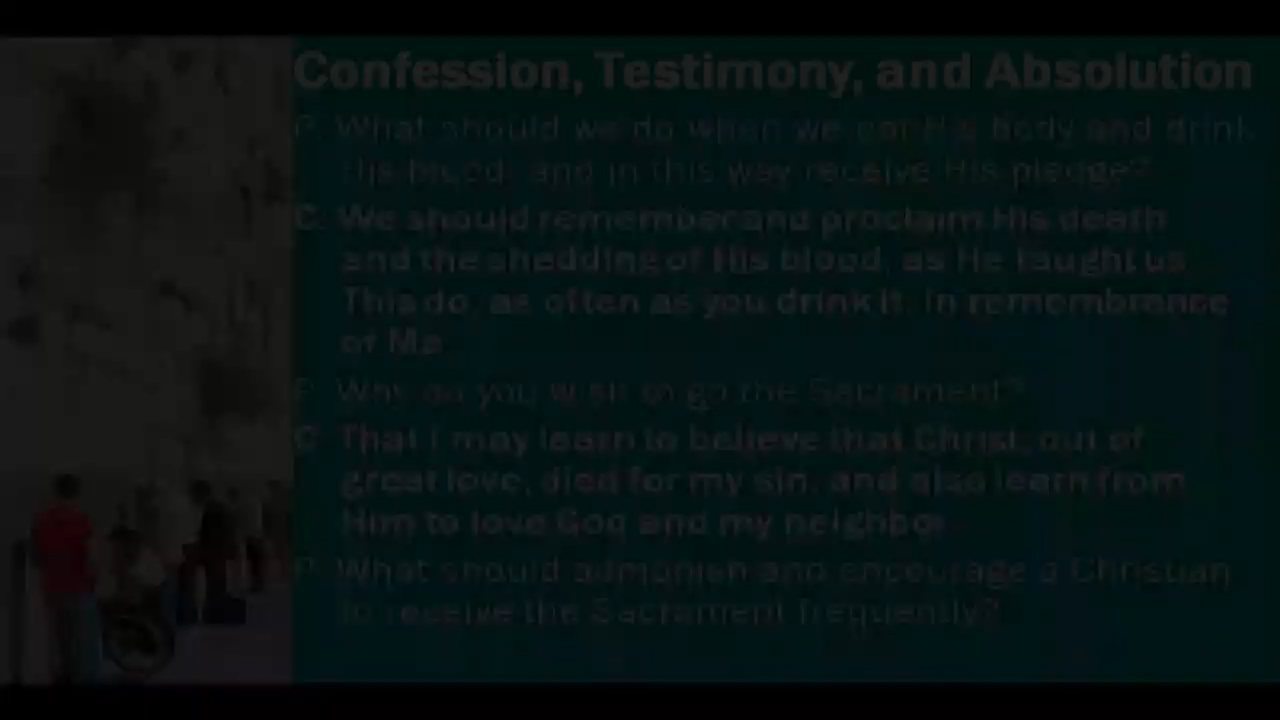 Confession, Testimony, and Absolution
P: What should we do when we eat His body and drink
His blood, and in this way receive His pledge?
C: We should remember and proclaim His death
and the shedding of His blood, as He taught us:
This do, as often as you drink it, in remembrance
of Me.
P: Why do you wish to go the Sacrament?
C: That I may learn to believe that Christ, out of
great love, died for my sin, and also learn from
Him to love God and my neighbor.
P: What should admonish and encourage a Christian
to receive the Sacrament frequently?